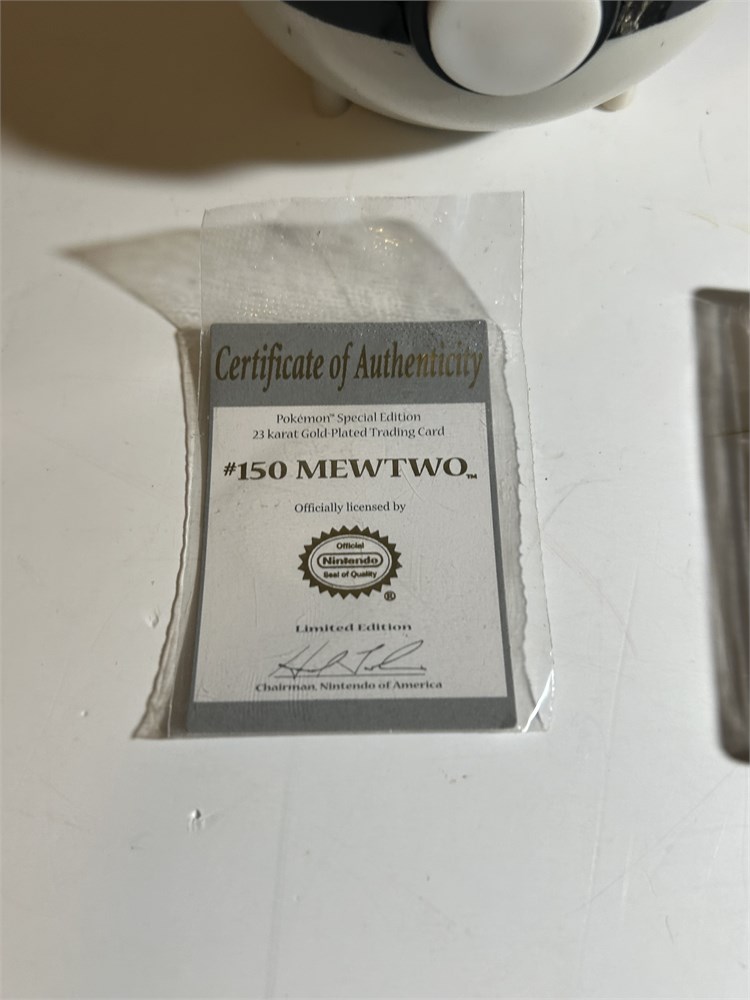 Certificate of Authenticity
Pokémon™ Special Edition
23 karat Gold-Plated Trading Card
#150 MEWTWO™
Officially licensed by
Official
Nintendo
Seal of Quality
®
Limited Edition
Chairman, Nintendo of America